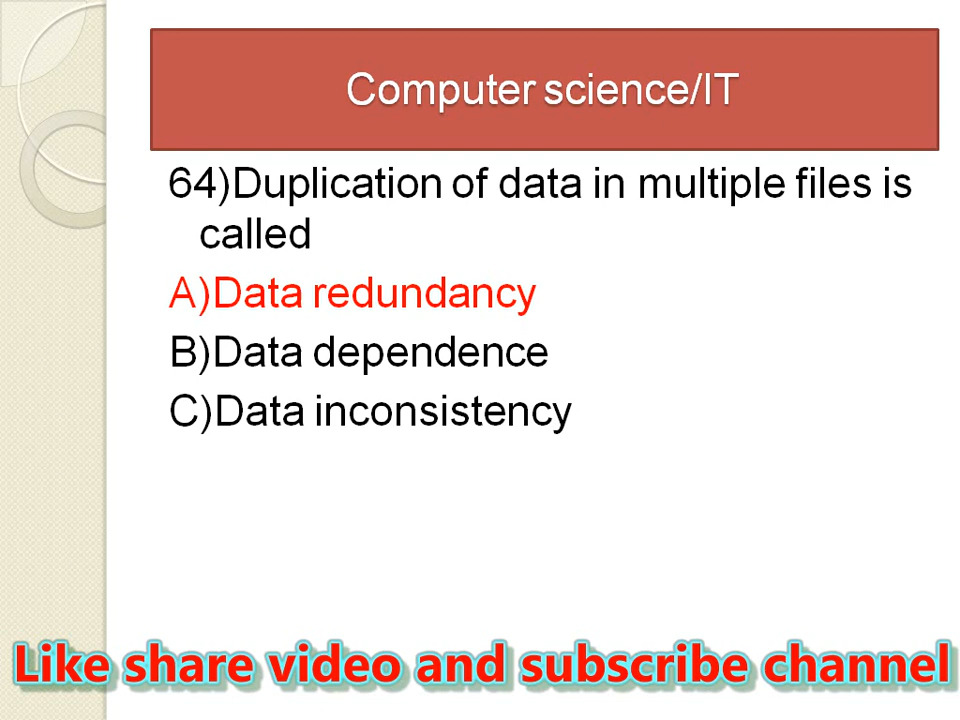 Computer science/IT
64)Duplication of data in multiple files is
called
A)Data redundancy
B)Data dependence
C)Data inconsistency
Like share video and subscribe channel